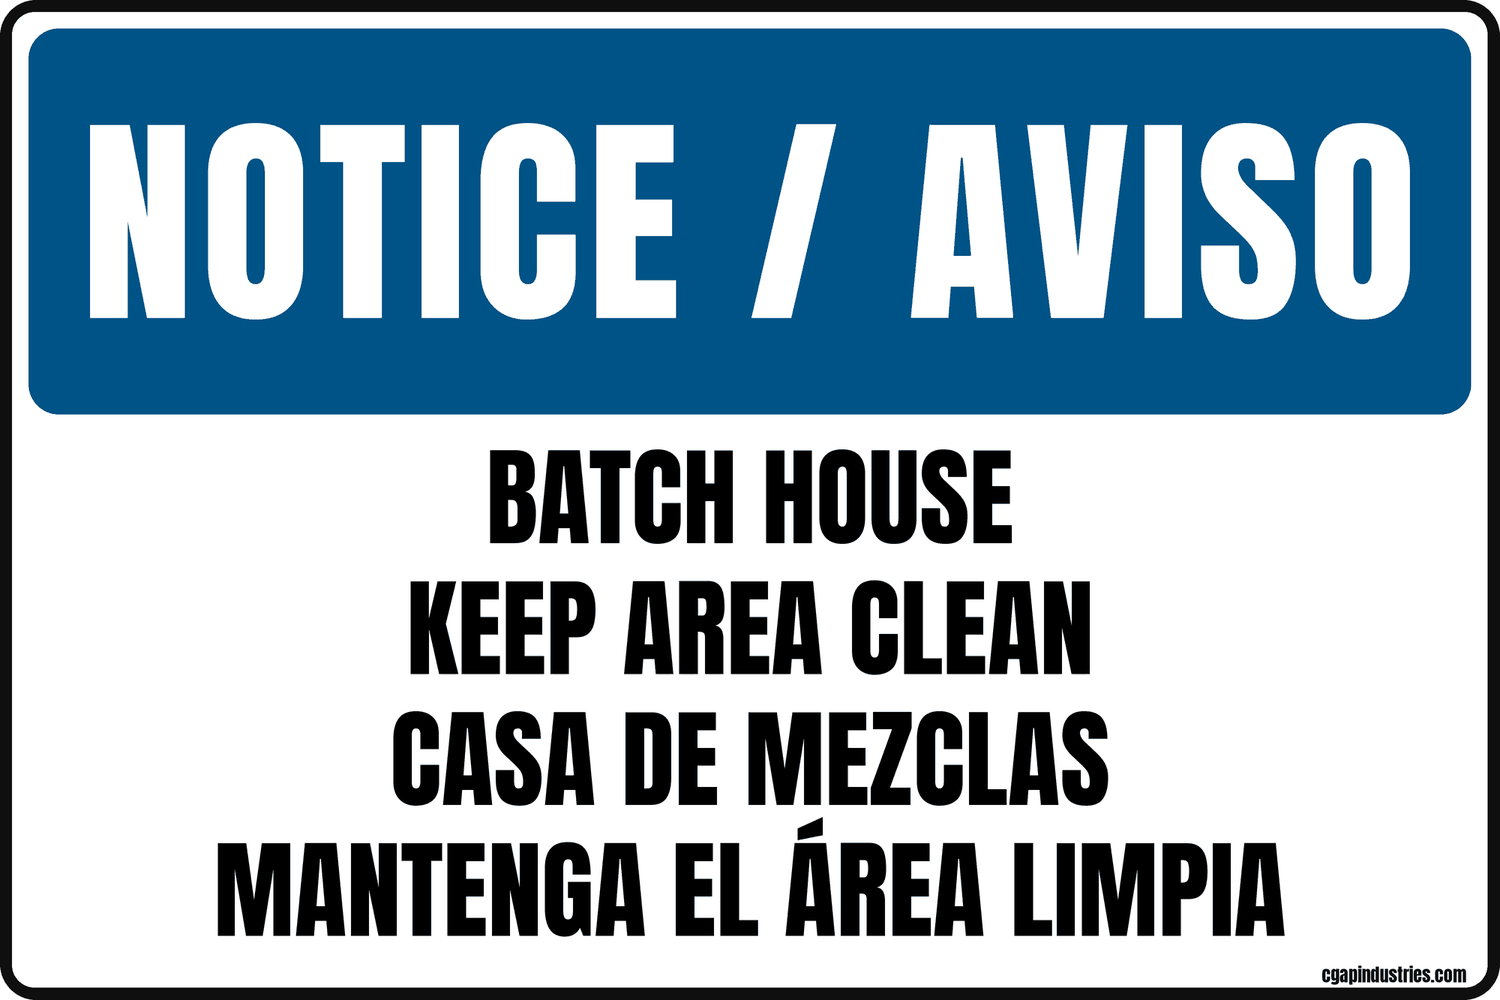 NOTICE / AVISO
BATCH HOUSE
KEEP AREA CLEAN
CASA DE MEZCLAS
MANTENGA EL ÁREA LIMPIA
cgapindustries.com